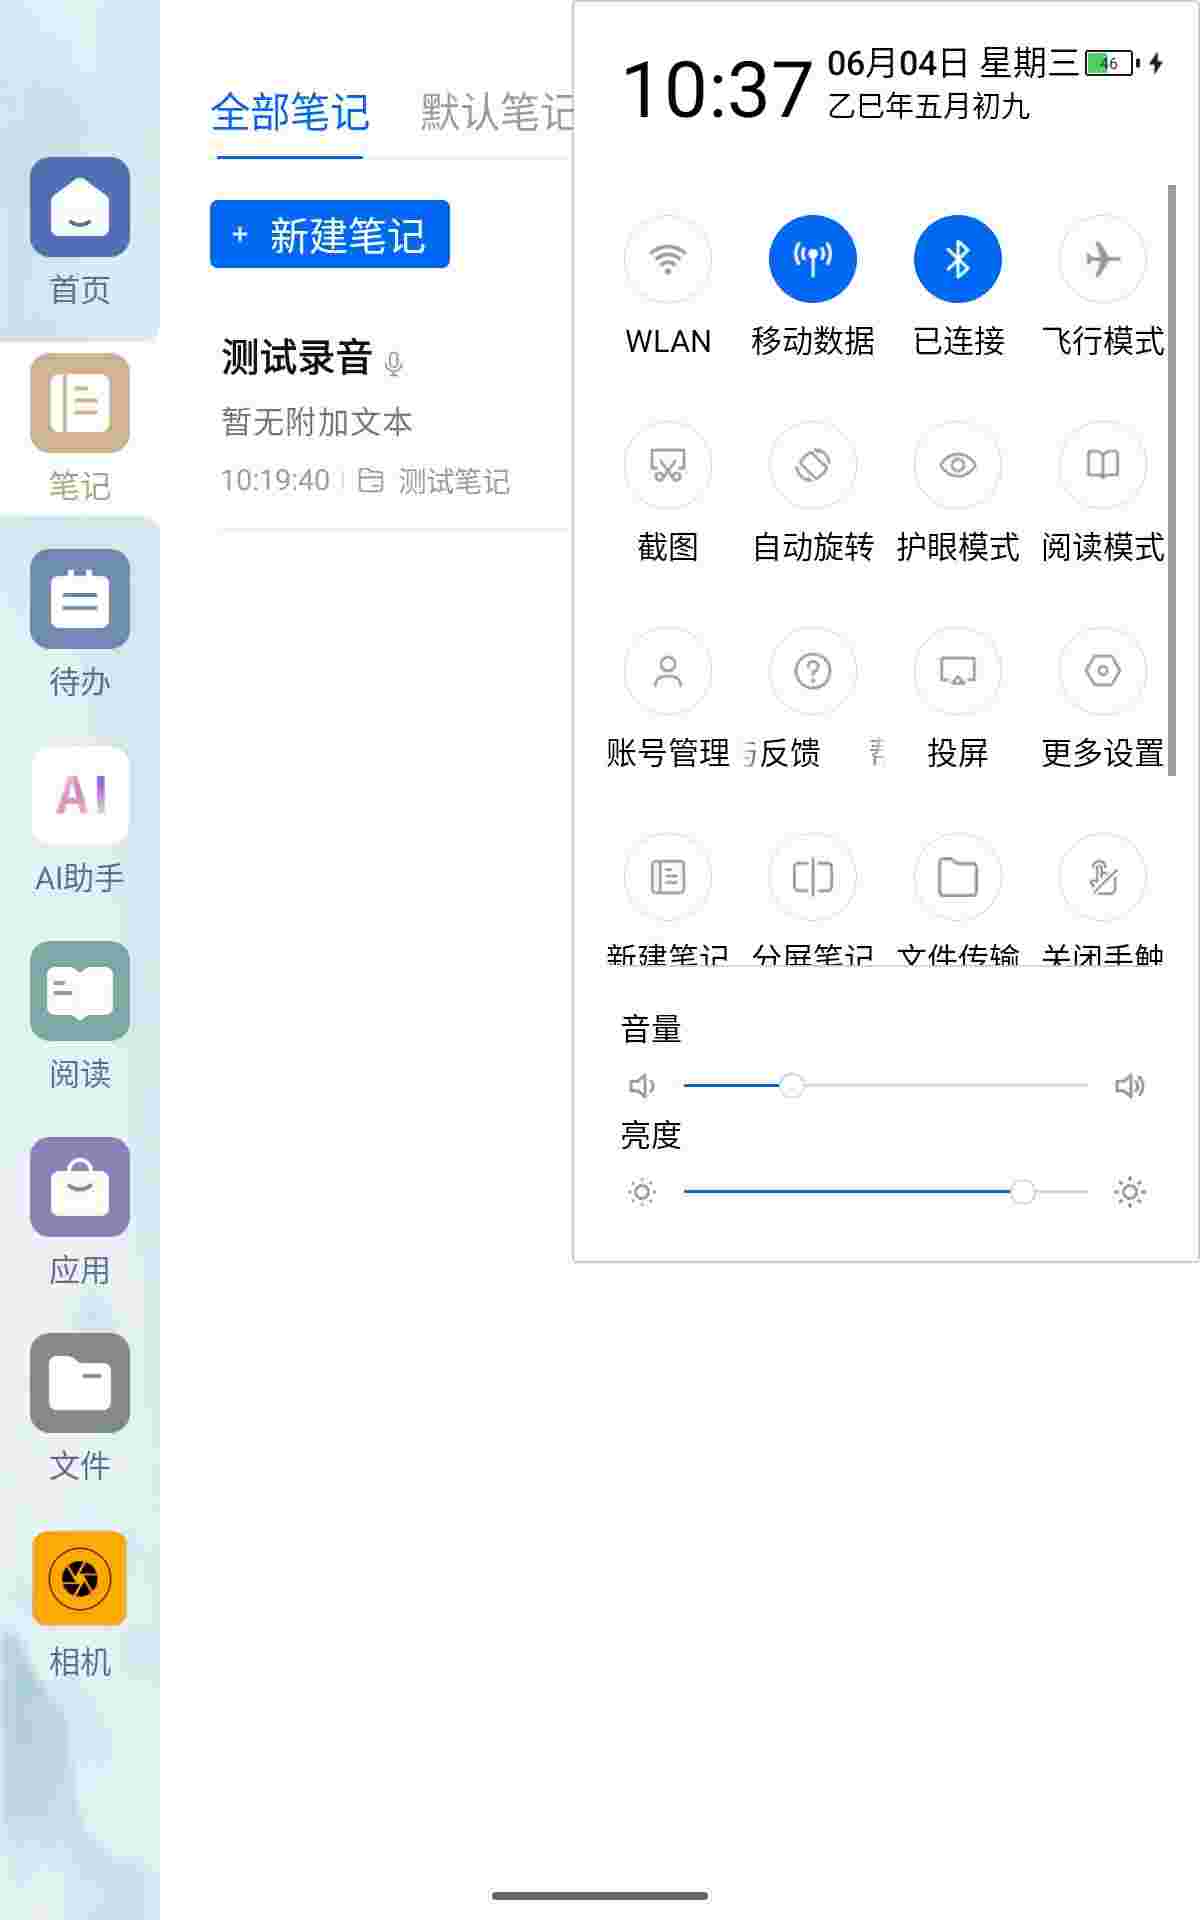 首页
笔记
待办
AI
AI助手
阅读
应用
文件
相机
全部笔记 默认笔记
+ 新建笔记
测试录音
暂无附加文本
10:19:40 测试笔记
10:37
06月04日 星期三 46
乙巳年五月初九
WLAN 移动数据 已连接 飞行模式
截图 自动旋转 护眼模式 阅读模式
账号管理 反馈 投屏 更多设置
新建笔记 分屏笔记 文件传输 关闭手触
音量
亮度